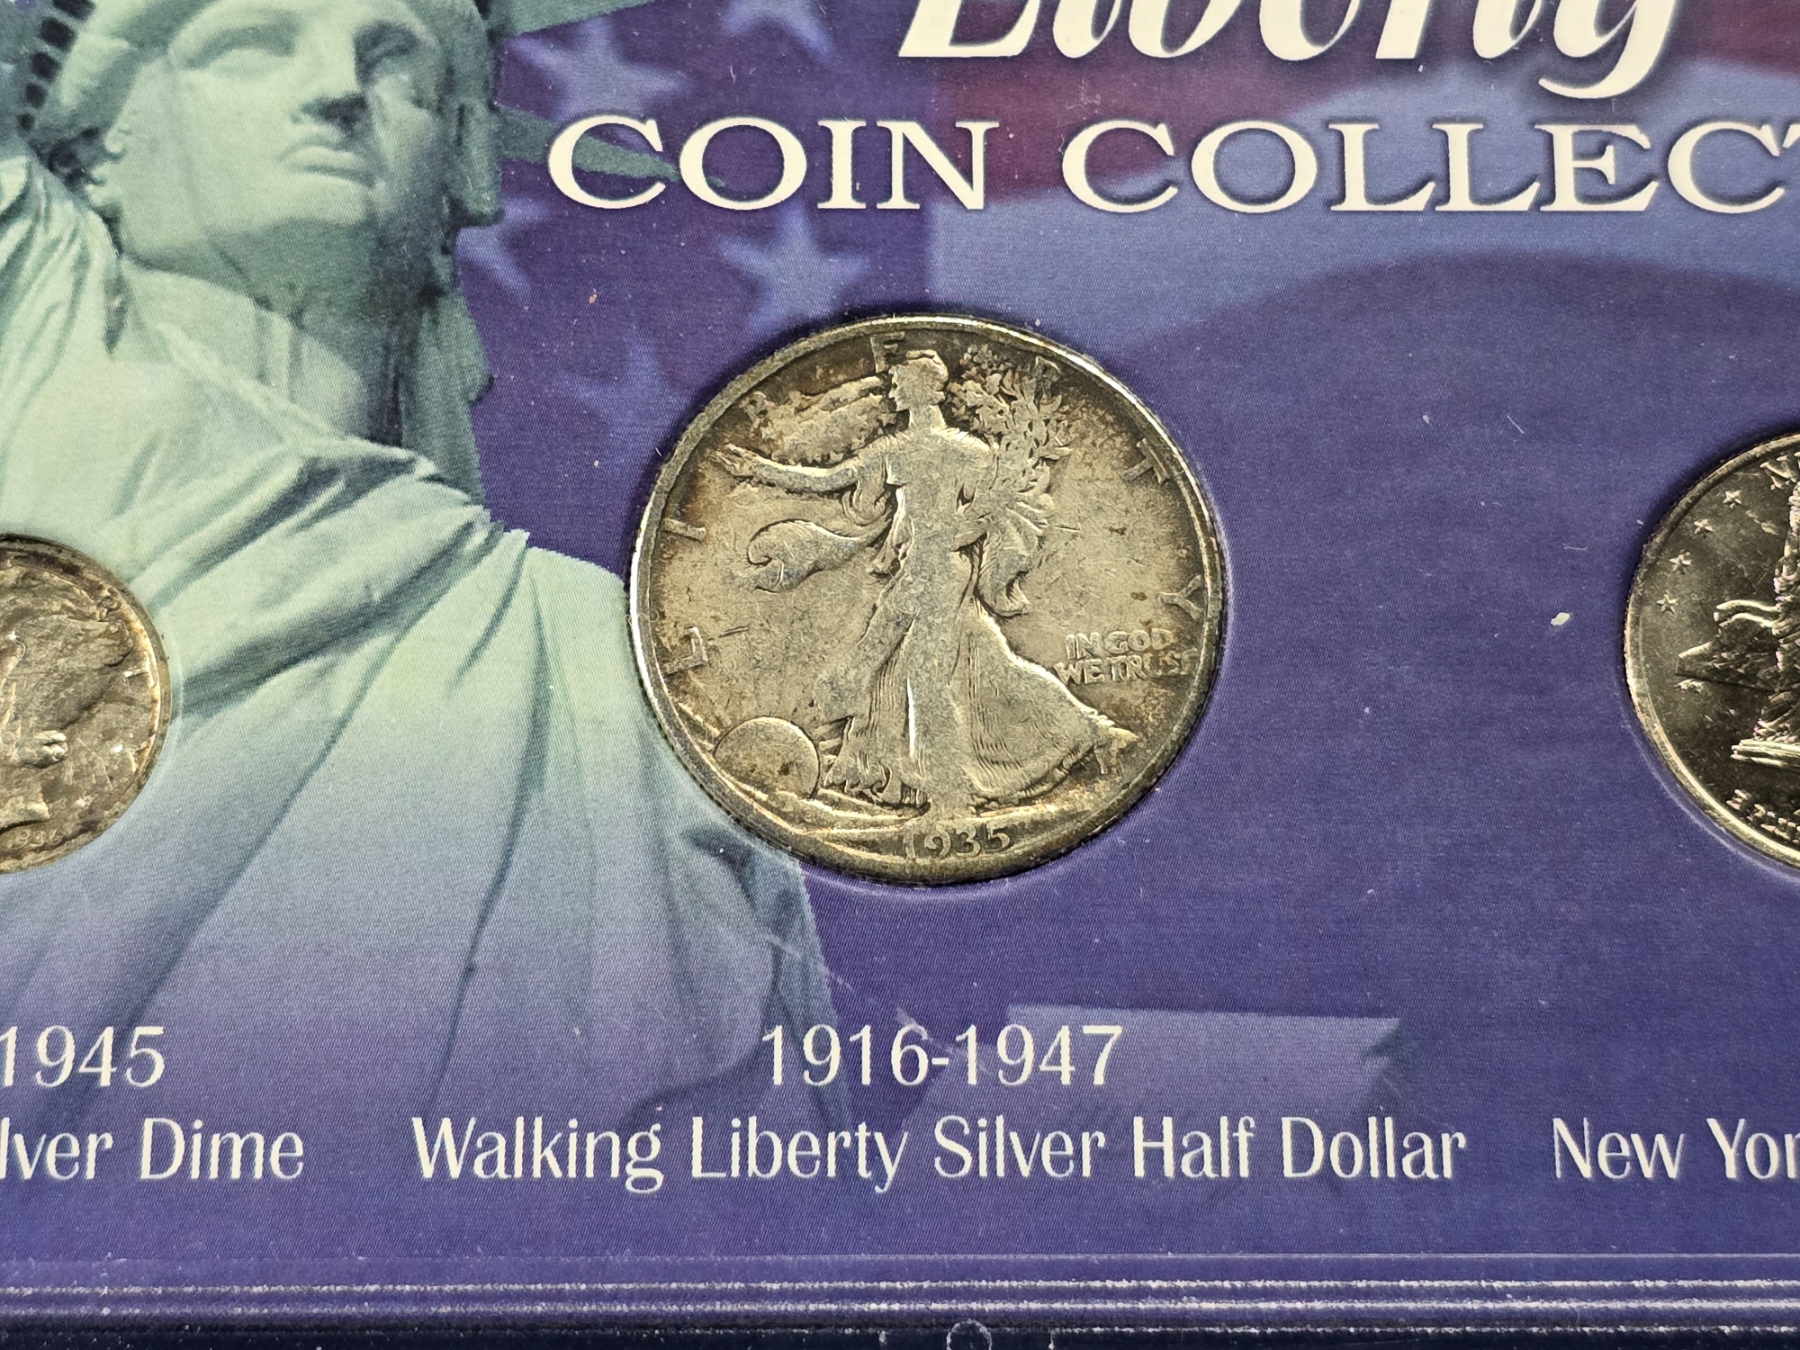 Liberty
COIN COLLECT
LIBERTY
IN GOD
WE TRUST
1935
1945
lver Dime
1916-1947
Walking Liberty Silver Half Dollar
New Yor